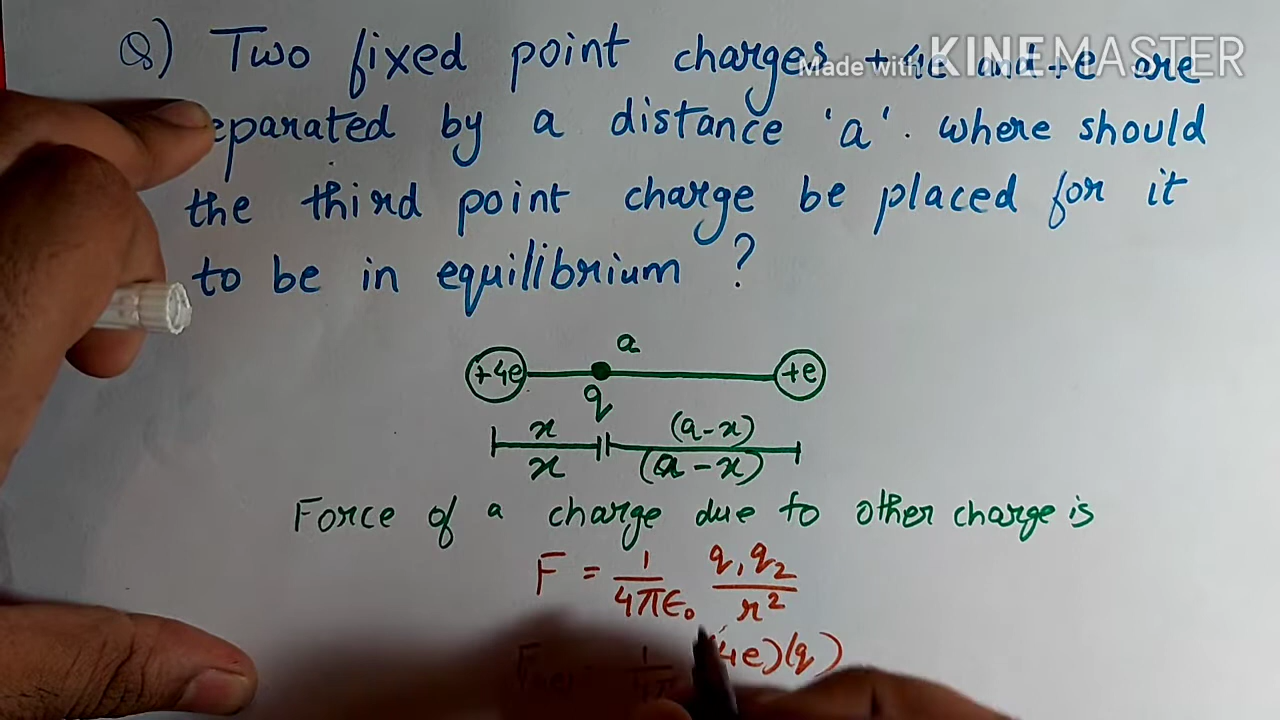 Q) Two fixed point charges +4e and +e are
Made with KINEMASTER
eparated by a distance 'a'. where should
the third point charge be placed for it
to be in equilibrium ?
a
+4e +e
q
x (a-x)
x (a-x)
Force of a charge due to other charge is
F = 1/4πϵ₀ q₁q₂/r²
4e)(q)